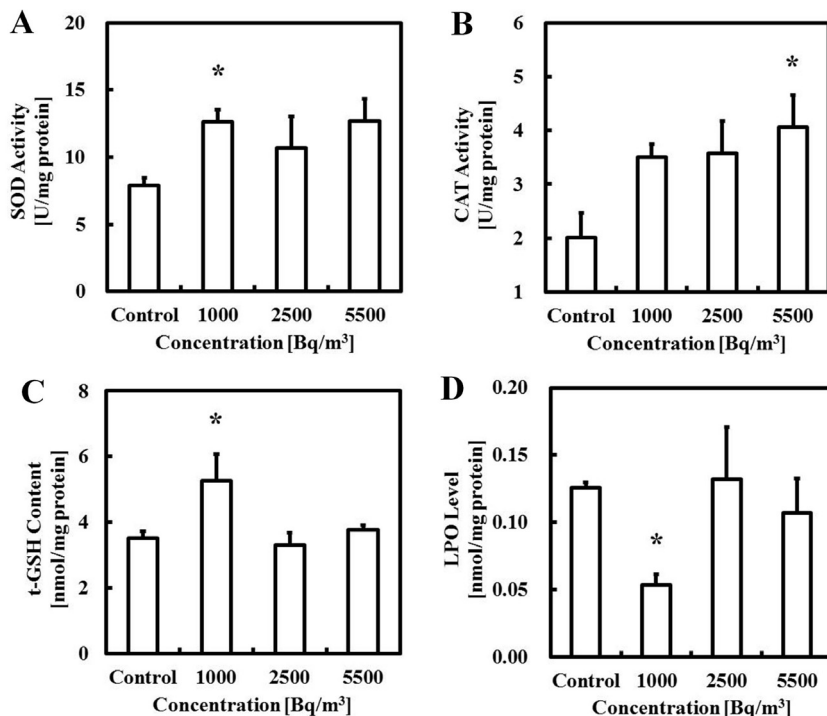 A
SOD Activity
[U/mg protein]
20
15
10
5
0
*
Control 1000 2500 5500
Concentration [Bq/m³]
B
CAT Activity
[U/mg protein]
6
5
4
3
2
1
*
Control 1000 2500 5500
Concentration [Bq/m³]
C
t-GSH Content
[nmol/mg protein]
8
6
4
2
0
*
Control 1000 2500 5500
Concentration [Bq/m³]
D
LPO Level
[nmol/mg protein]
0.20
0.15
0.10
0.05
0.00
*
Control 1000 2500 5500
Concentration [Bq/m³]